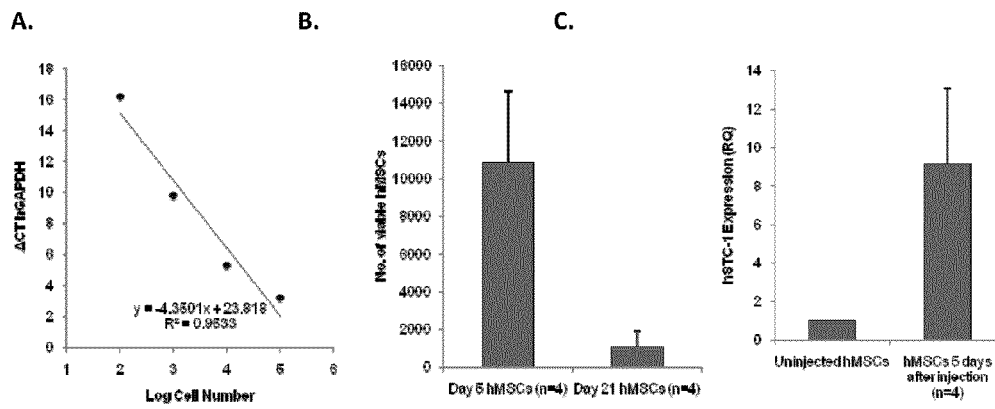 A.
B.
C.
18
16
14
12
10
8
6
4
2
0
ΔCT hGAPDH
y = -4.3501x + 23.818
R² = 0.9533
1 2 3 4 5 6
Log Cell Number
16000
14000
12000
10000
8000
6000
4000
2000
0
No. of viable hMSCs
Day 5 hMSCs (n=4) Day 21 hMSCs (n=4)
14
12
10
8
6
4
2
0
hSTC-1 Expression (RQ)
Uninjected hMSCs
hMSCs 5 days
after injection
(n=4)